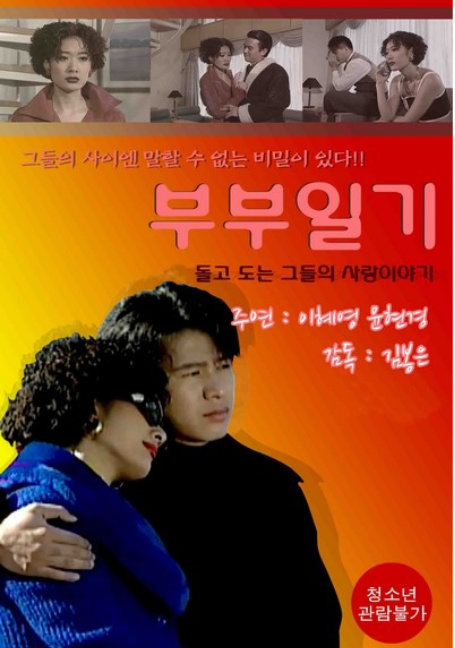 그들의 사이엔 말할 수 없는 비밀이 있다!!
부부일기
돌고 도는 그들의 사랑이야기
주연 : 이혜영 윤현경
감독 : 김봉은
청소년
관람불가